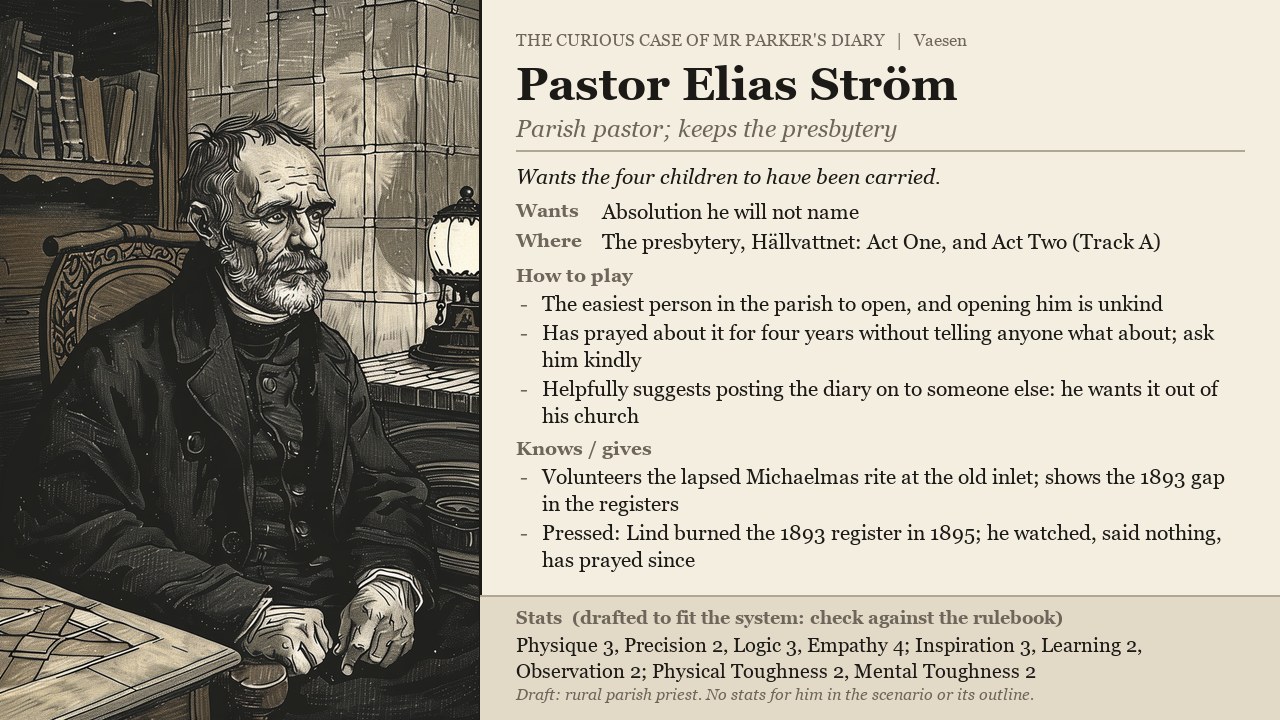 THE CURIOUS CASE OF MR PARKER'S DIARY | Vaesen
Pastor Elias Ström
Parish pastor; keeps the presbytery
Wants the four children to have been carried.
Wants Absolution he will not name
Where The presbytery, Hällvattnet: Act One, and Act Two (Track A)
How to play
- The easiest person in the parish to open, and opening him is unkind
- Has prayed about it for four years without telling anyone what about; ask
him kindly
- Helpfully suggests posting the diary on to someone else: he wants it out of
his church
Knows / gives
- Volunteers the lapsed Michaelmas rite at the old inlet; shows the 1893 gap
in the registers
- Pressed: Lind burned the 1893 register in 1895; he watched, said nothing,
has prayed since
Stats (drafted to fit the system: check against the rulebook)
Physique 3, Precision 2, Logic 3, Empathy 4; Inspiration 3, Learning 2,
Observation 2; Physical Toughness 2, Mental Toughness 2
Draft: rural parish priest. No stats for him in the scenario or its outline.